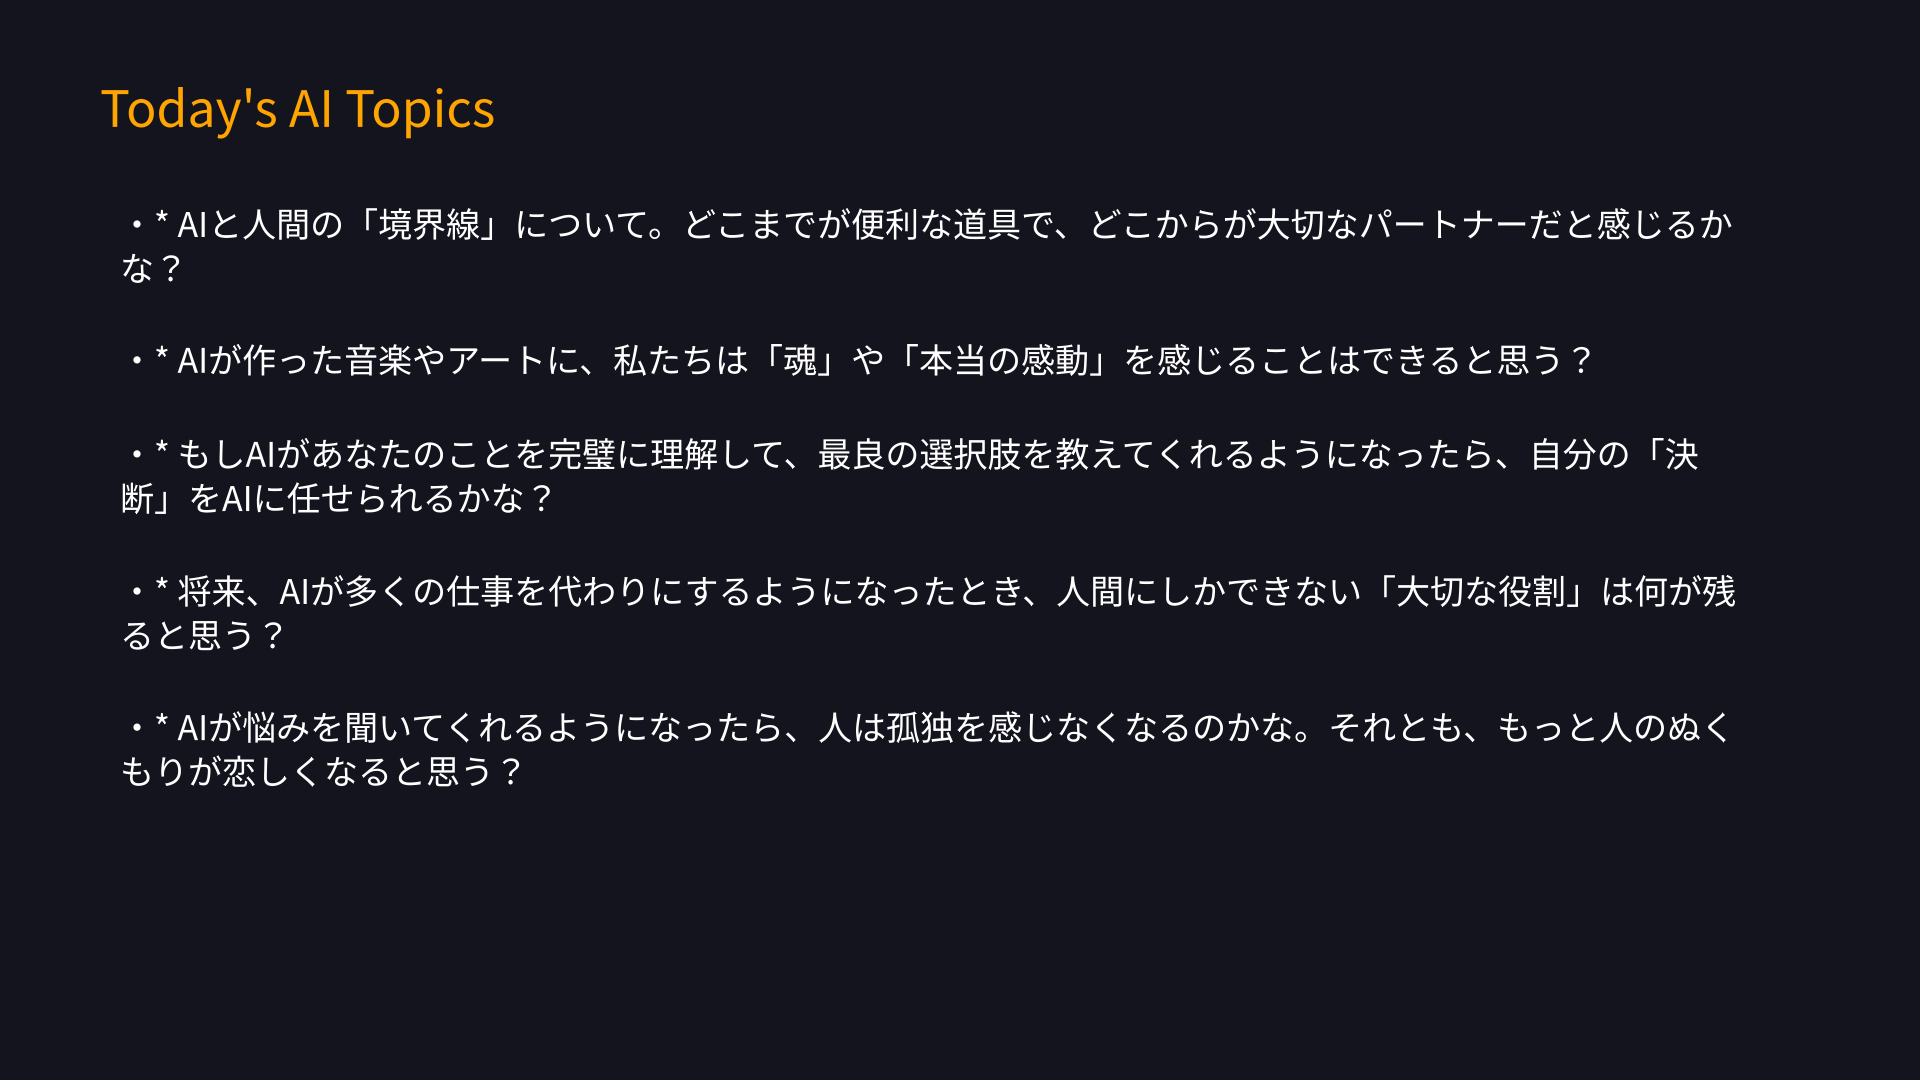 Today's AI Topics
・* AIと人間の「境界線」について。どこまでが便利な道具で、どこからが大切なパートナーだと感じるか
な？
・* AIが作った音楽やアートに、私たちは「魂」や「本当の感動」を感じることはできると思う？
・* もしAIがあなたのことを完璧に理解して、最良の選択肢を教えてくれるようになったら、自分の「決
断」をAIに任せられるかな？
・* 将来、AIが多くの仕事を代わりにするようになったとき、人間にしかできない「大切な役割」は何が残
ると思う？
・* AIが悩みを聞いてくれるようになったら、人は孤独を感じなくなるのかな。それとも、もっと人のぬく
もりが恋しくなると思う？